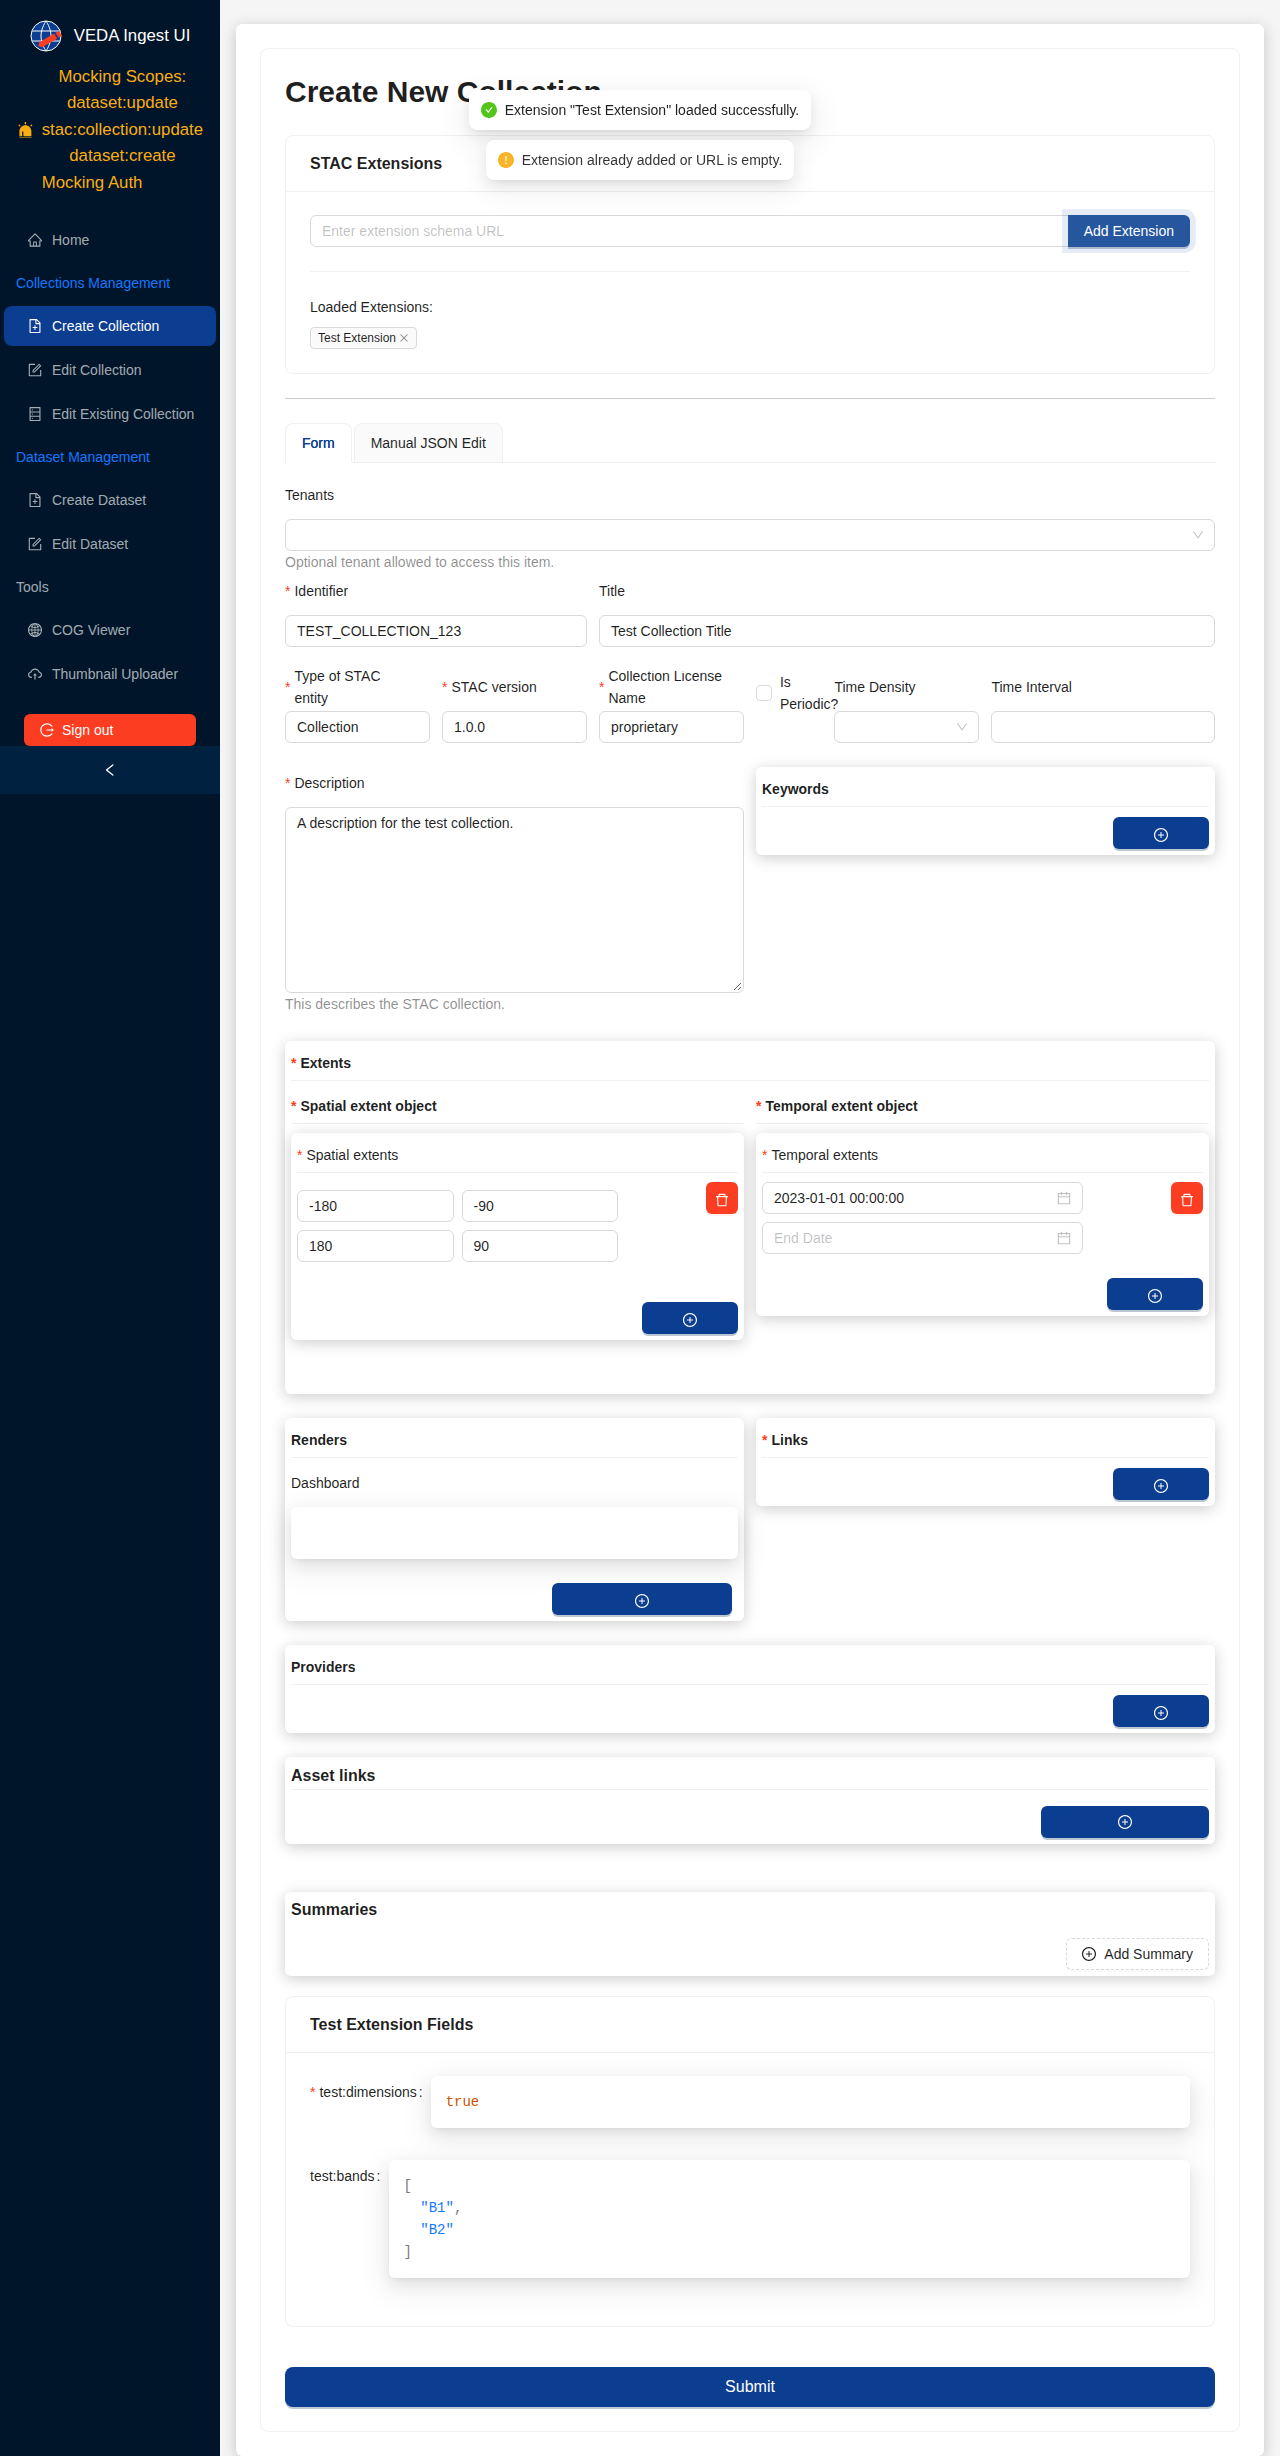 VEDA Ingest UI
Mocking Scopes:
dataset:update
stac:collection:update
dataset:create
Mocking Auth
Home
Collections Management
Create Collection
Edit Collection
Edit Existing Collection
Dataset Management
Create Dataset
Edit Dataset
Tools
COG Viewer
Thumbnail Uploader
Sign out
Create New Collection
Extension "Test Extension" loaded successfully.
Extension already added or URL is empty.
STAC Extensions
Enter extension schema URL
Add Extension
Loaded Extensions:
Test Extension
Form
Manual JSON Edit
Tenants
Optional tenant allowed to access this item.
* Identifier
Title
TEST_COLLECTION_123
Test Collection Title
* Type of STAC entity
* STAC version
* Collection License Name
Is Periodic?
Time Density
Time Interval
Collection
1.0.0
proprietary
* Description
A description for the test collection.
This describes the STAC collection.
Keywords
* Extents
* Spatial extent object
* Temporal extent object
* Spatial extents
-180
-90
180
90
* Temporal extents
2023-01-01 00:00:00
End Date
Renders
Dashboard
* Links
Providers
Asset links
Summaries
Add Summary
Test Extension Fields
* test:dimensions:
true
test:bands:
[
"B1",
"B2"
]
Submit